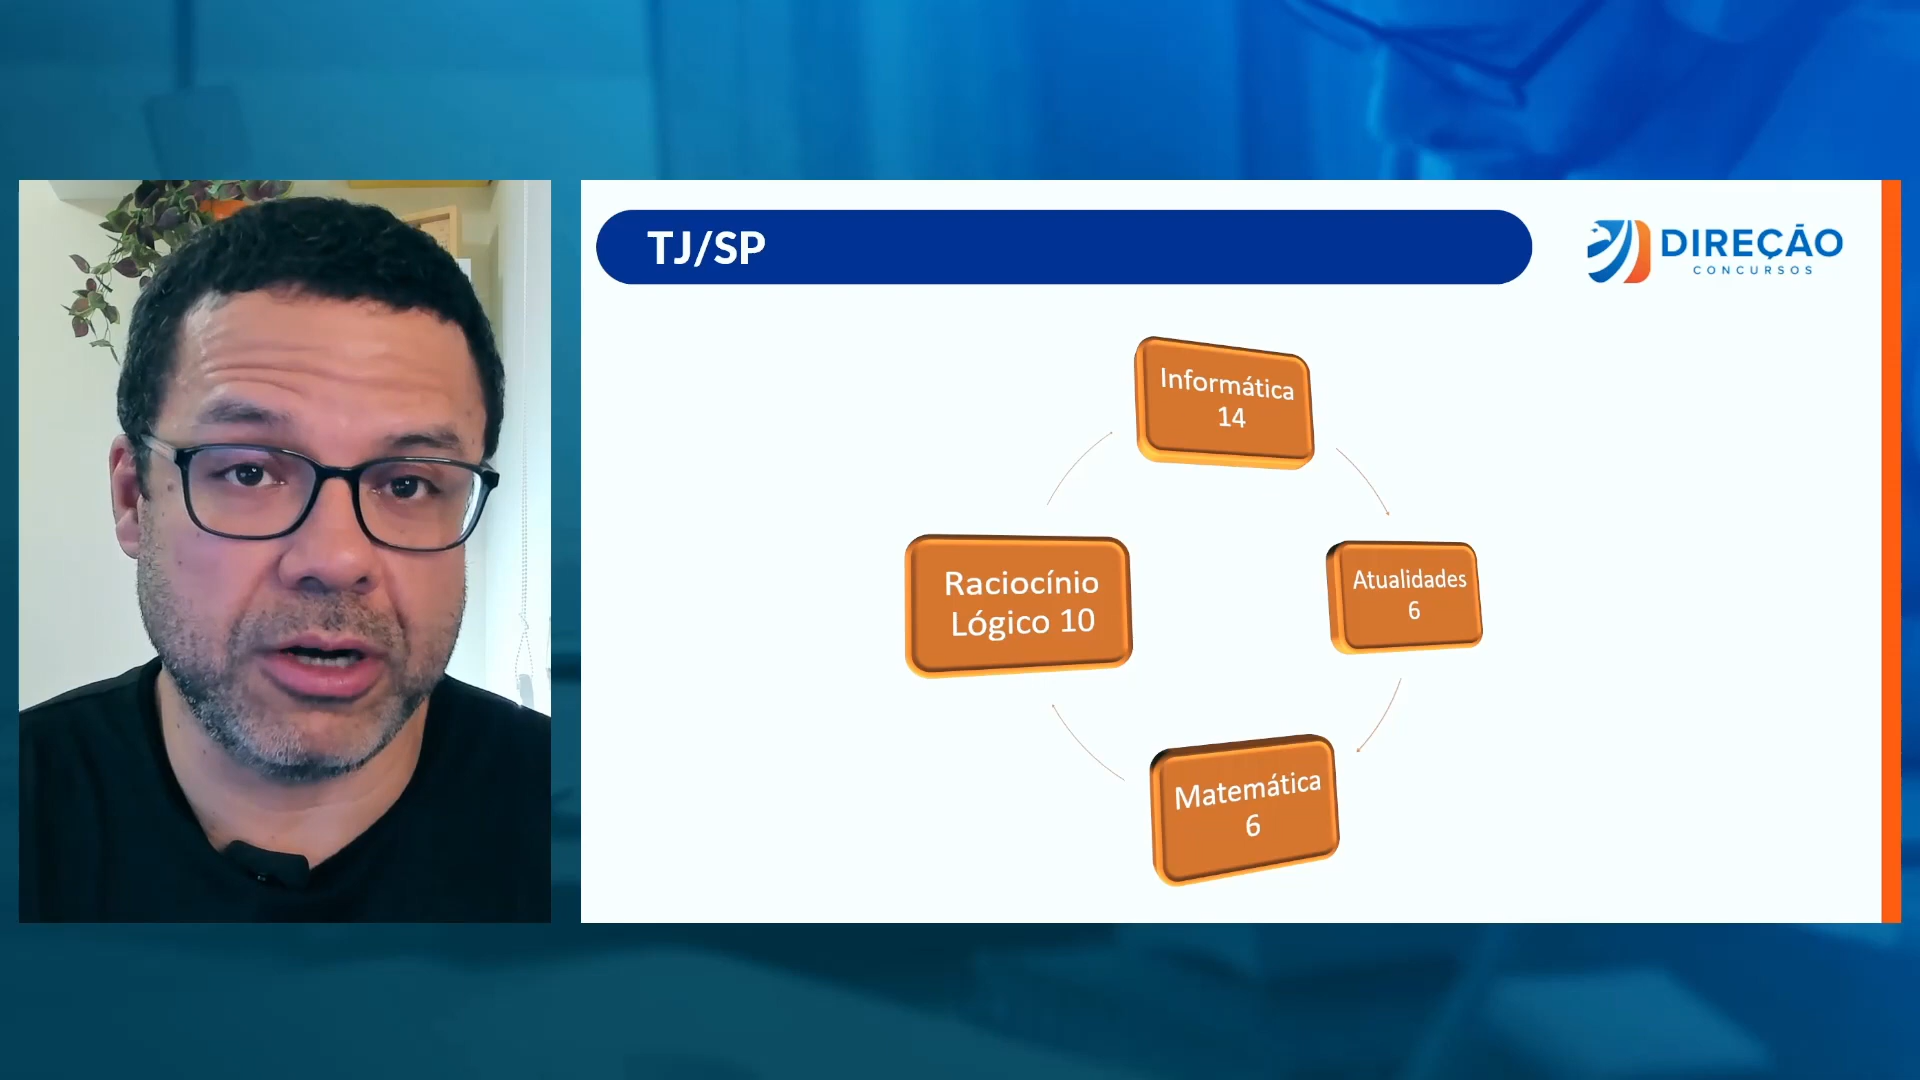 TJ/SP
DIREÇÃO
CONCURSOS
Informática
14
Raciocínio
Lógico 10
Atualidades
6
Matemática
6